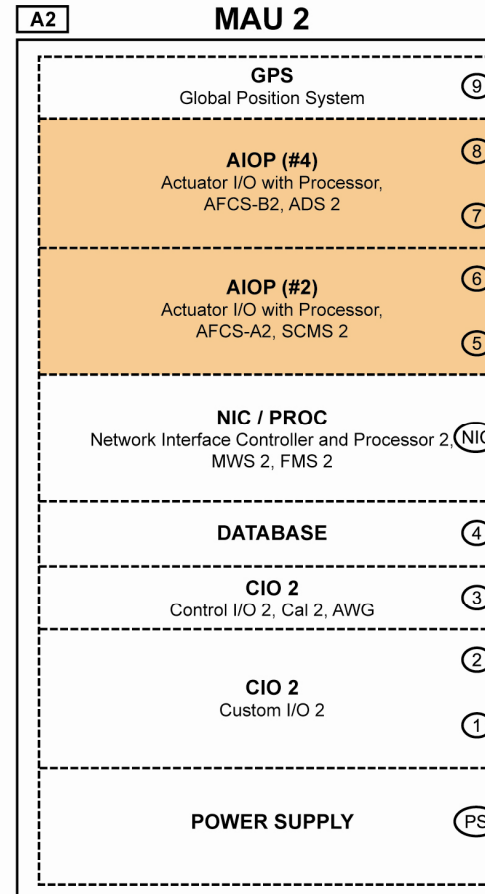 A2
MAU 2
GPS
Global Position System
9
AIOP (#4)
Actuator I/O with Processor,
AFCS-B2, ADS 2
8
7
AIOP (#2)
Actuator I/O with Processor,
AFCS-A2, SCMS 2
6
5
NIC / PROC
Network Interface Controller and Processor 2,
MWS 2, FMS 2
NIC
DATABASE
4
CIO 2
Control I/O 2, Cal 2, AWG
3
CIO 2
Custom I/O 2
2
1
POWER SUPPLY
PS